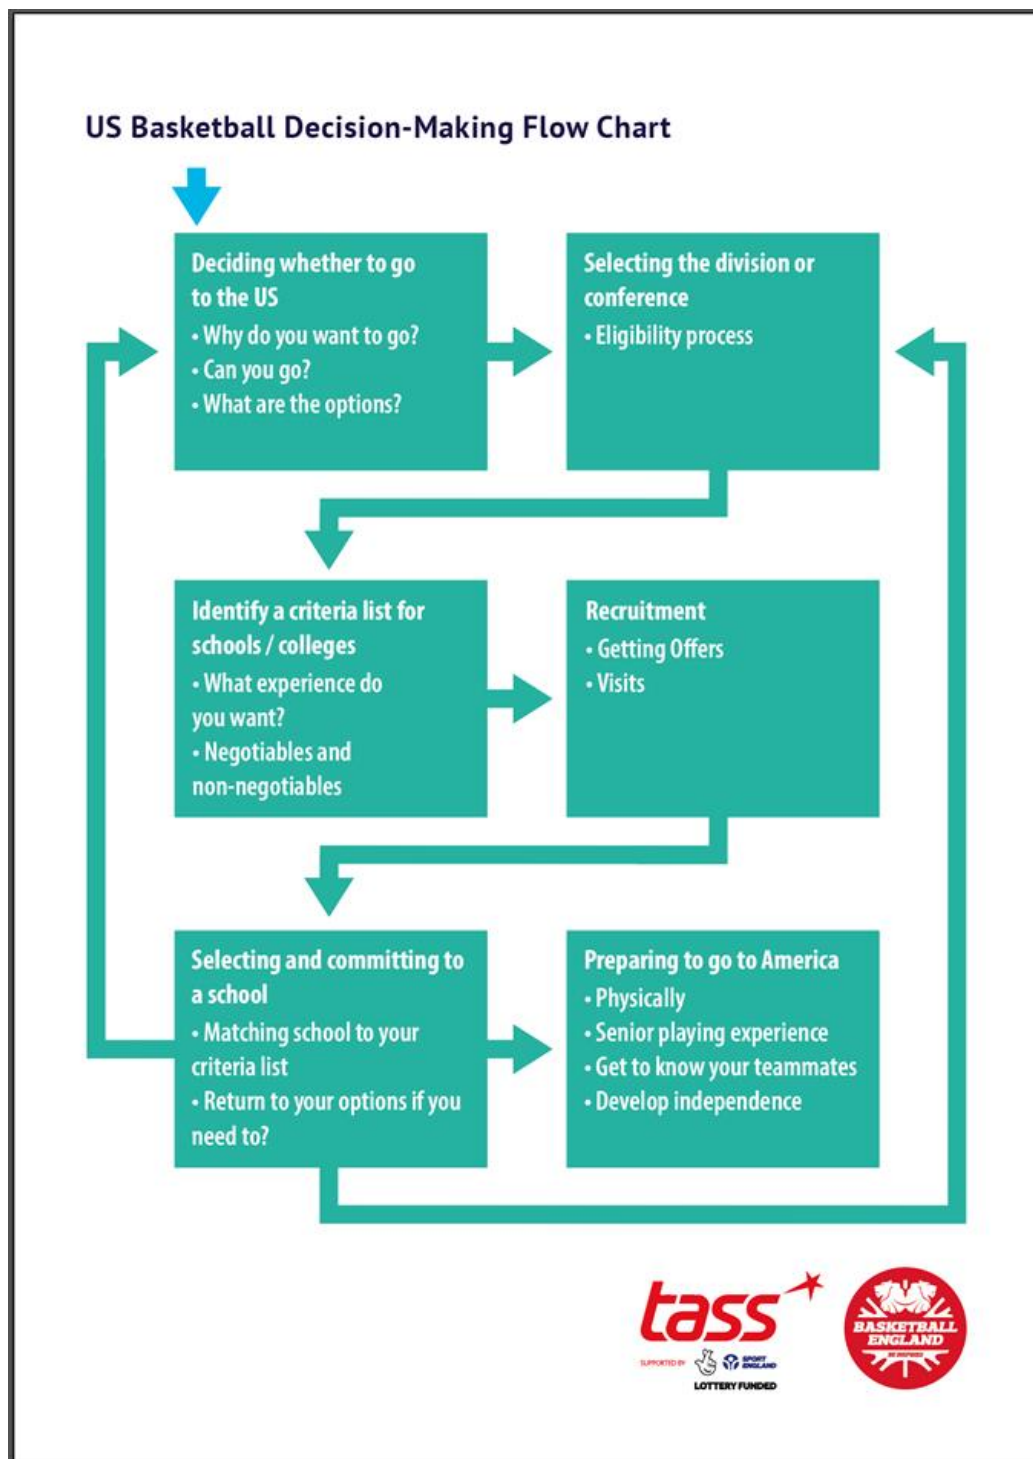 US Basketball Decision-Making Flow Chart
Deciding whether to go
to the US
• Why do you want to go?
• Can you go?
• What are the options?
Selecting the division or
conference
• Eligibility process
Identify a criteria list for
schools / colleges
• What experience do
you want?
• Negotiables and
non-negotiables
Recruitment
• Getting Offers
• Visits
Selecting and committing to
a school
• Matching school to your
criteria list
• Return to your options if you
need to?
Preparing to go to America
• Physically
• Senior playing experience
• Get to know your teammates
• Develop independence
tass
SUPPORTED BY
SPORT
ENGLAND
LOTTERY FUNDED
BASKETBALL
ENGLAND